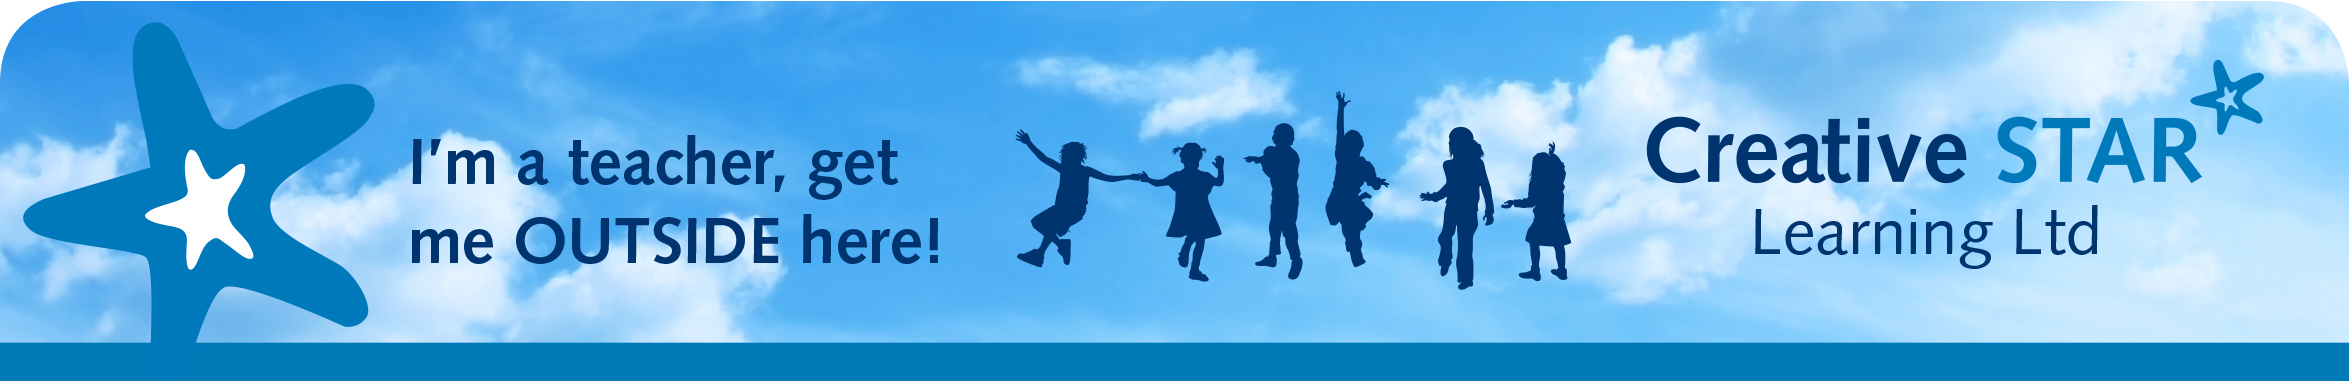 I'm a teacher, get
me OUTSIDE here!
Creative STAR
Learning Ltd